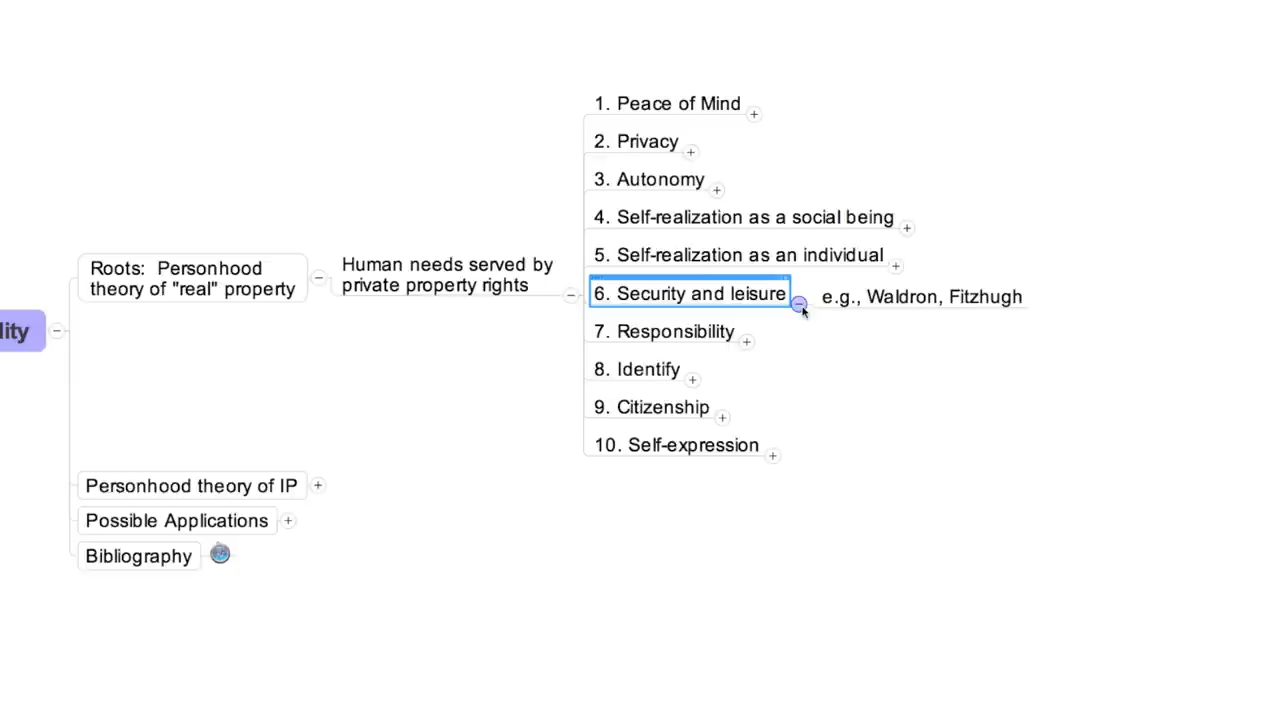 1. Peace of Mind
2. Privacy
3. Autonomy
4. Self-realization as a social being
5. Self-realization as an individual
6. Security and leisure
e.g., Waldron, Fitzhugh
7. Responsibility
8. Identify
9. Citizenship
10. Self-expression
Human needs served by
private property rights
Roots: Personhood
theory of "real" property
lity
Personhood theory of IP
Possible Applications
Bibliography